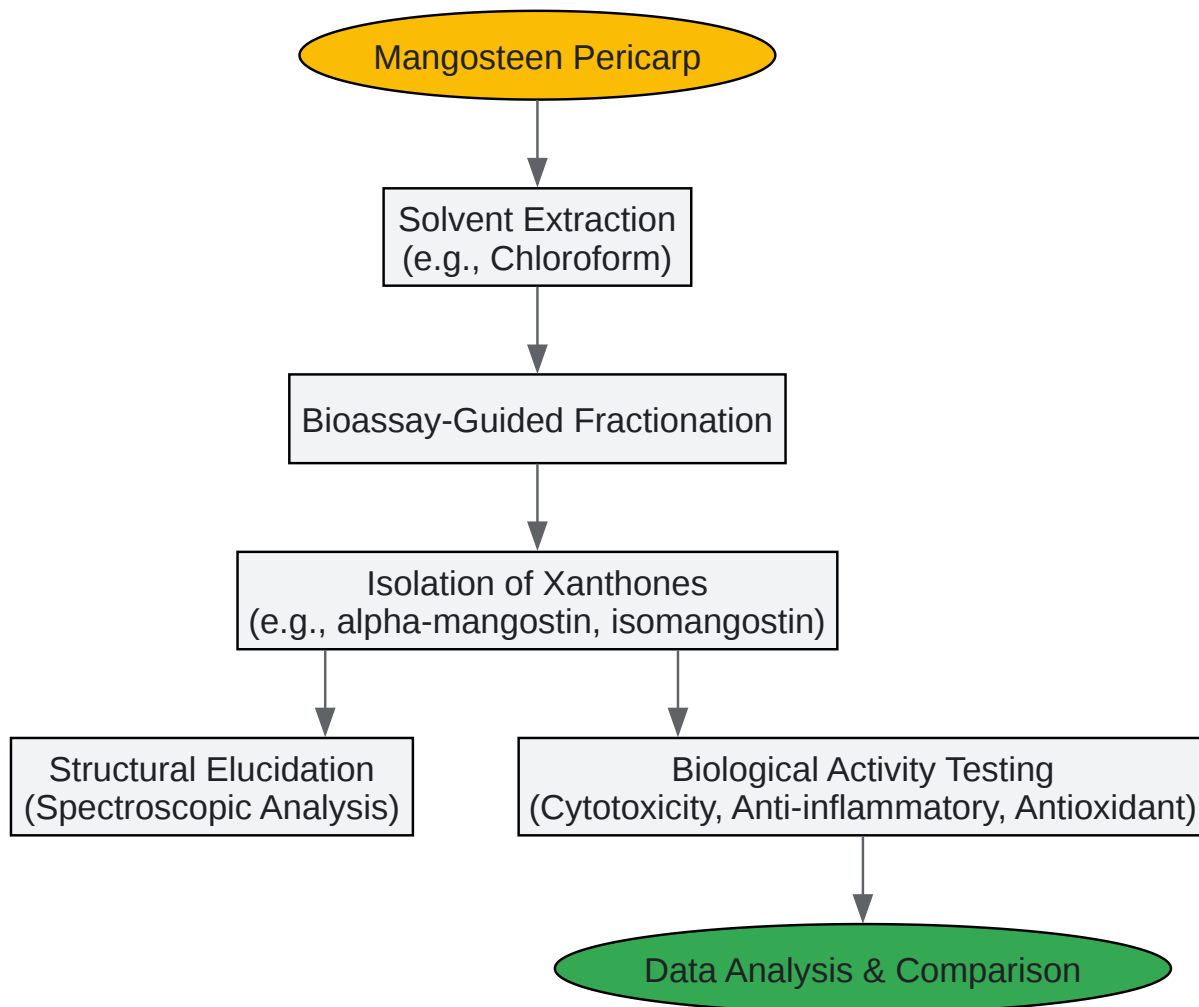 Mangosteen Pericarp
Solvent Extraction
(e.g., Chloroform)
Bioassay-Guided Fractionation
Isolation of Xanthones
(e.g., alpha-mangostin, isomangostin)
Structural Elucidation
(Spectroscopic Analysis)
Biological Activity Testing
(Cytotoxicity, Anti-inflammatory, Antioxidant)
Data Analysis & Comparison